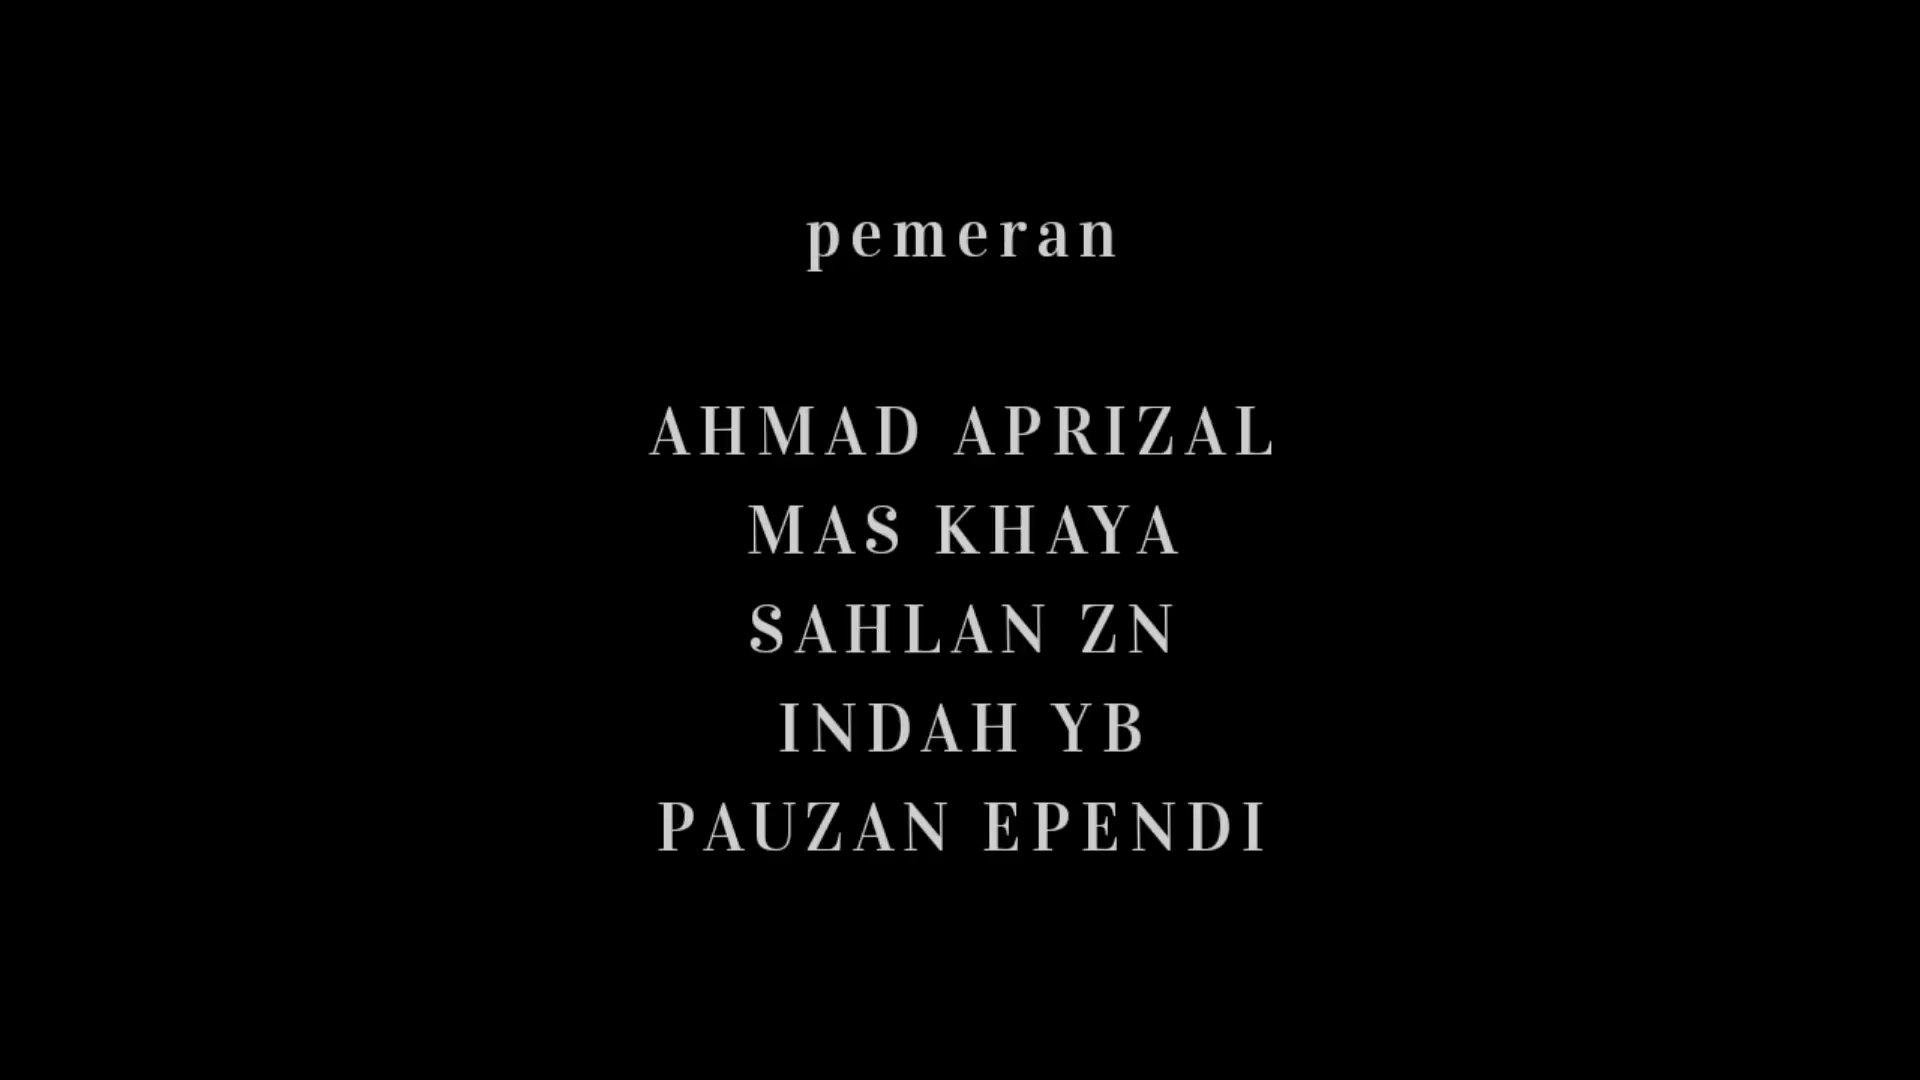 pemeran
AHMAD APRIZAL
MAS KHAYA
SAHLAN ZN
INDAH YB
PAUZAN EPENDI